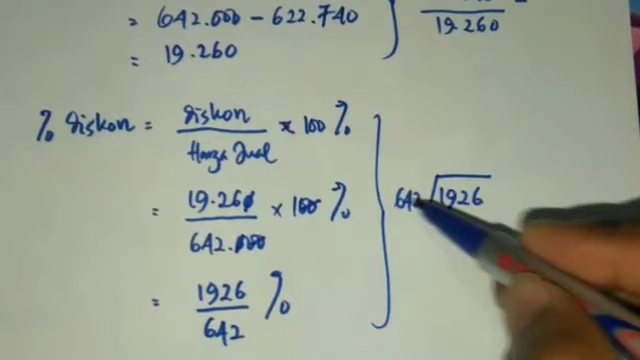 = 642.000 - 622.740
= 19.260
19.260
% Diskon = Diskon / Harga Jual x 100 %
= 19.260 / 642.000 x 100 %
= 1926 / 642 %
642 √1926